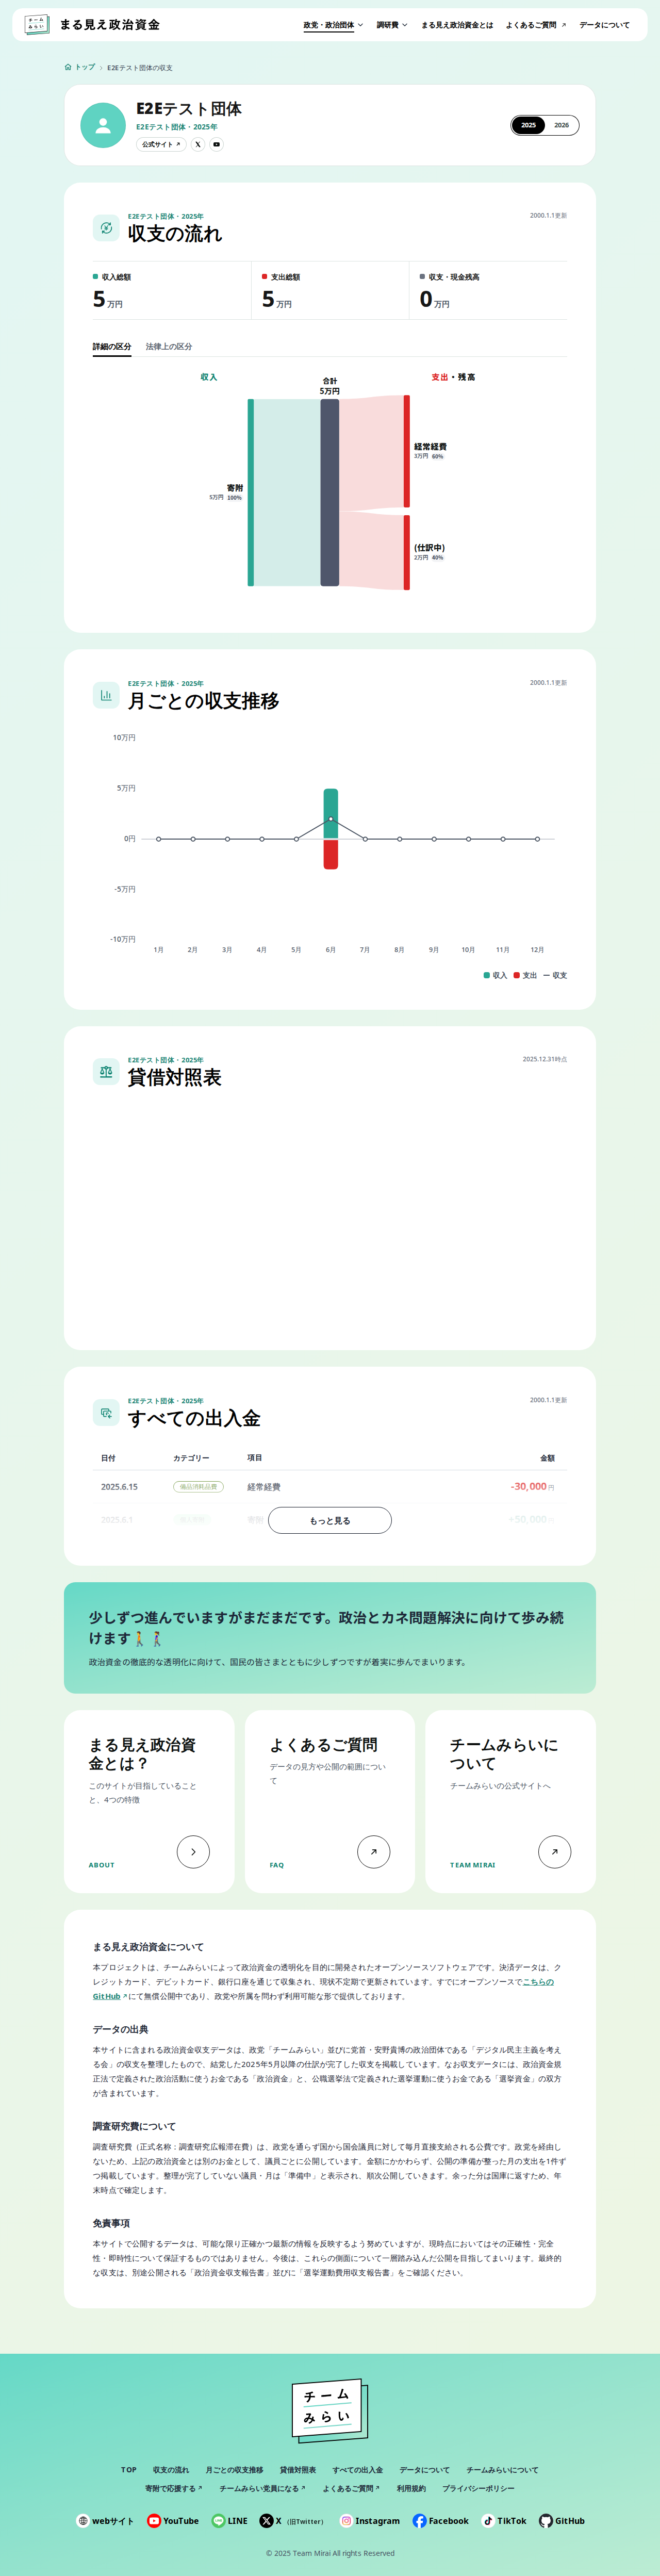 チーム
みらい
まる見え政治資金
政党・政治団体
調研費
まる見え政治資金とは
よくあるご質問
データについて
トップ
E2Eテスト団体の収支
E2Eテスト団体
E2Eテスト団体・2025年
公式サイト
2025
2026
E2Eテスト団体・2025年
収支の流れ
2000.1.1更新
収入総額
5万円
支出総額
5万円
収支・現金残高
0万円
詳細の区分
法律上の区分
収入
合計
5万円
支出・残高
寄附
5万円 100%
経常経費
3万円 60%
(仕訳中)
2万円 40%
E2Eテスト団体・2025年
月ごとの収支推移
2000.1.1更新
10万円
5万円
0円
-5万円
-10万円
1月
2月
3月
4月
5月
6月
7月
8月
9月
10月
11月
12月
収入
支出
収支
E2Eテスト団体・2025年
貸借対照表
2025.12.31時点
E2Eテスト団体・2025年
すべての出入金
2000.1.1更新
日付
カテゴリー
項目
金額
2025.6.15
備品消耗品費
経常経費
-30,000円
2025.6.1
寄附
+50,000円
もっと見る
少しずつ進んでいますがまだまだです。政治とカネ問題解決に向けて歩み続
けます🚶🚶‍♀️
政治資金の徹底的な透明化に向けて、国民の皆さまとともに少しずつですが着実に歩んでまいります。
まる見え政治資
金とは？
このサイトが目指していること
と、4つの特徴
ABOUT
よくあるご質問
データの見方や公開の範囲につい
て
FAQ
チームみらいに
ついて
チームみらいの公式サイトへ
TEAM MIRAI
まる見え政治資金について
本プロジェクトは、チームみらいによって政治資金の透明化を目的に開発されたオープンソースソフトウェアです。決済データは、ク
レジットカード、デビットカード、銀行口座を通じて収集され、現状不定期で更新されています。すでにオープンソースでこちらの
GitHubにて無償公開中であり、政党や所属を問わず利用可能な形で提供しております。
データの出典
本サイトに含まれる政治資金収支データは、政党「チームみらい」並びに党首・安野貴博の政治団体である「デジタル民主主義を考え
る会」の収支を整理したもので、結党した2025年5月以降の仕訳が完了した収支を掲載しています。なお収支データには、政治資金規
正法で定義された政治活動に使うお金である「政治資金」と、公職選挙法で定義された選挙運動に使うお金である「選挙資金」の双方
が含まれています。
調査研究費について
調査研究費（正式名称：調査研究広報滞在費）は、政党を通らず国から国会議員に対して毎月直接支給される公費です。政党を経由し
ないため、上記の政治資金とは別のお金として、議員ごとに公開しています。金額にかかわらず、公開の準備が整った月の支出を1件ず
つ掲載しています。整理が完了していない議員・月は「準備中」と表示され、順次公開していきます。余った分は国庫に返すため、年
末時点で確定します。
免責事項
本サイトで公開するデータは、可能な限り正確かつ最新の情報を反映するよう努めていますが、現時点においてはその正確性・完全
性・即時性について保証するものではありません。今後は、これらの側面について一層踏み込んだ公開を目指してまいります。最終的
な収支は、別途公開される「政治資金収支報告書」並びに「選挙運動費用収支報告書」をご確認ください。
チーム
みらい
TOP
収支の流れ
月ごとの収支推移
貸借対照表
すべての出入金
データについて
チームみらいについて
寄附で応援する
チームみらい党員になる
よくあるご質問
利用規約
プライバシーポリシー
webサイト
YouTube
LINE
X（旧Twitter）
Instagram
Facebook
TikTok
GitHub
© 2025 Team Mirai All rights Reserved